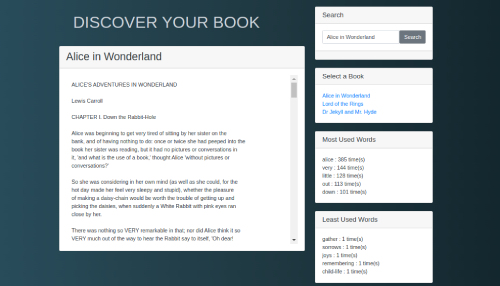 DISCOVER YOUR BOOK
Alice in Wonderland
ALICE'S ADVENTURES IN WONDERLAND
Lewis Carroll
CHAPTER I. Down the Rabbit-Hole
Alice was beginning to get very tired of sitting by her sister on the
bank, and of having nothing to do: once or twice she had peeped into the
book her sister was reading, but it had no pictures or conversations in
it, 'and what is the use of a book,' thought Alice 'without pictures or
conversations?'
So she was considering in her own mind (as well as she could, for the
hot day made her feel very sleepy and stupid), whether the pleasure
of making a daisy-chain would be worth the trouble of getting up and
picking the daisies, when suddenly a White Rabbit with pink eyes ran
close by her.
There was nothing so VERY remarkable in that; nor did Alice think it so
VERY much out of the way to hear the Rabbit say to itself, 'Oh dear!
Search
Alice in Wonderland
Search
Select a Book
Alice in Wonderland
Lord of the Rings
Dr Jekyll and Mr. Hyde
Most Used Words
alice : 385 time(s)
very : 144 time(s)
little : 128 time(s)
out : 113 time(s)
down : 101 time(s)
Least Used Words
gather : 1 time(s)
sorrows : 1 time(s)
joys : 1 time(s)
remembering : 1 time(s)
child-life : 1 time(s)